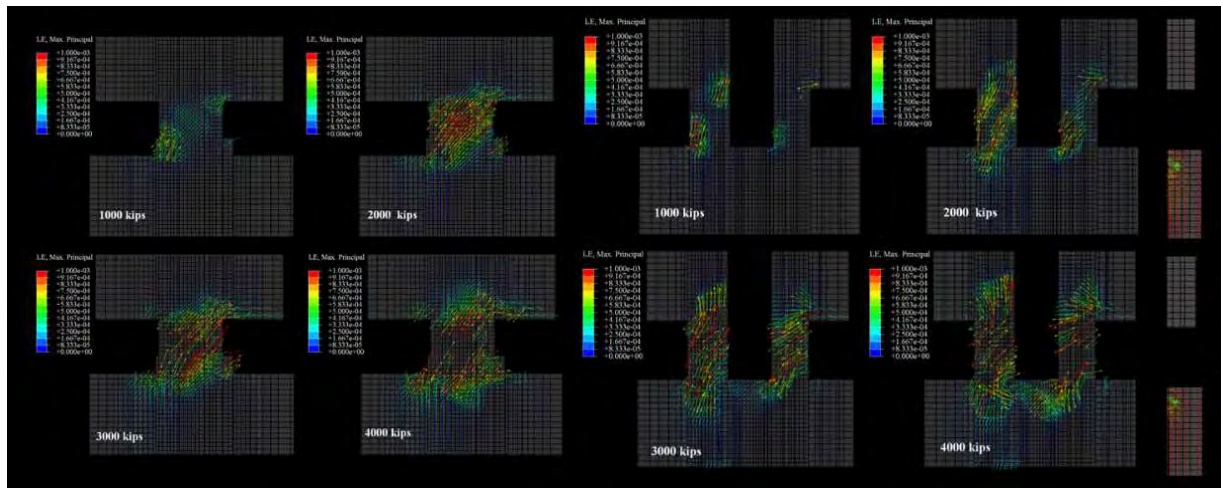 LE, Max. Principal
+1.000e-03
+9.167e-04
+8.333e-04
+7.500e-04
+6.667e-04
+5.833e-04
+5.000e-04
+4.167e-04
+3.333e-04
+2.500e-04
+1.667e-04
+8.333e-05
+0.000e+00
1000 kips
LE, Max. Principal
+1.000e-03
+9.167e-04
+8.333e-04
+7.500e-04
+6.667e-04
+5.833e-04
+5.000e-04
+4.167e-04
+3.333e-04
+2.500e-04
+1.667e-04
+8.333e-05
+0.000e+00
2000 kips
LE, Max. Principal
+1.000e-03
+9.167e-04
+8.333e-04
+7.500e-04
+6.667e-04
+5.833e-04
+5.000e-04
+4.167e-04
+3.333e-04
+2.500e-04
+1.667e-04
+8.333e-05
+0.000e+00
1000 kips
LE, Max. Principal
+1.000e-03
+9.167e-04
+8.333e-04
+7.500e-04
+6.667e-04
+5.833e-04
+5.000e-04
+4.167e-04
+3.333e-04
+2.500e-04
+1.667e-04
+8.333e-05
+0.000e+00
2000 kips
LE, Max. Principal
+1.000e-03
+9.167e-04
+8.333e-04
+7.500e-04
+6.667e-04
+5.833e-04
+5.000e-04
+4.167e-04
+3.333e-04
+2.500e-04
+1.667e-04
+8.333e-05
+0.000e+00
3000 kips
LE, Max. Principal
+1.000e-03
+9.167e-04
+8.333e-04
+7.500e-04
+6.667e-04
+5.833e-04
+5.000e-04
+4.167e-04
+3.333e-04
+2.500e-04
+1.667e-04
+8.333e-05
+0.000e+00
4000 kips
LE, Max. Principal
+1.000e-03
+9.167e-04
+8.333e-04
+7.500e-04
+6.667e-04
+5.833e-04
+5.000e-04
+4.167e-04
+3.333e-04
+2.500e-04
+1.667e-04
+8.333e-05
+0.000e+00
3000 kips
LE, Max. Principal
+1.000e-03
+9.167e-04
+8.333e-04
+7.500e-04
+6.667e-04
+5.833e-04
+5.000e-04
+4.167e-04
+3.333e-04
+2.500e-04
+1.667e-04
+8.333e-05
+0.000e+00
4000 kips